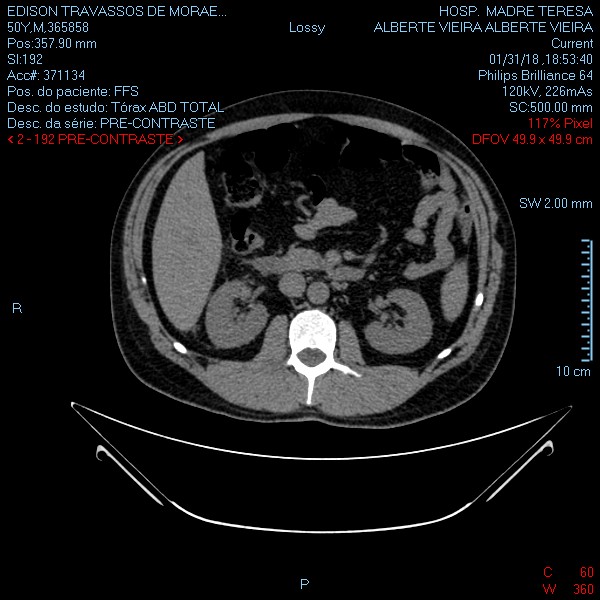 EDISON TRAVASSOS DE MORAE...
50Y,M,365858
Pos:357.90 mm
SI:192
Acc#: 371134
Pos. do paciente: FFS
Desc. do estudo: Tórax ABD TOTAL
Desc. da série: PRE-CONTRASTE
< 2 - 192 PRE-CONTRASTE >
Lossy
HOSP. MADRE TERESA
ALBERTE VIEIRA ALBERTE VIEIRA
Current
01/31/18 ,18:53:40
Philips Brilliance 64
120kV, 226mAs
SC:500.00 mm
117% Pixel
DFOV 49.9 x 49.9 cm
SW 2.00 mm
R
10 cm
P
C 60
W 360